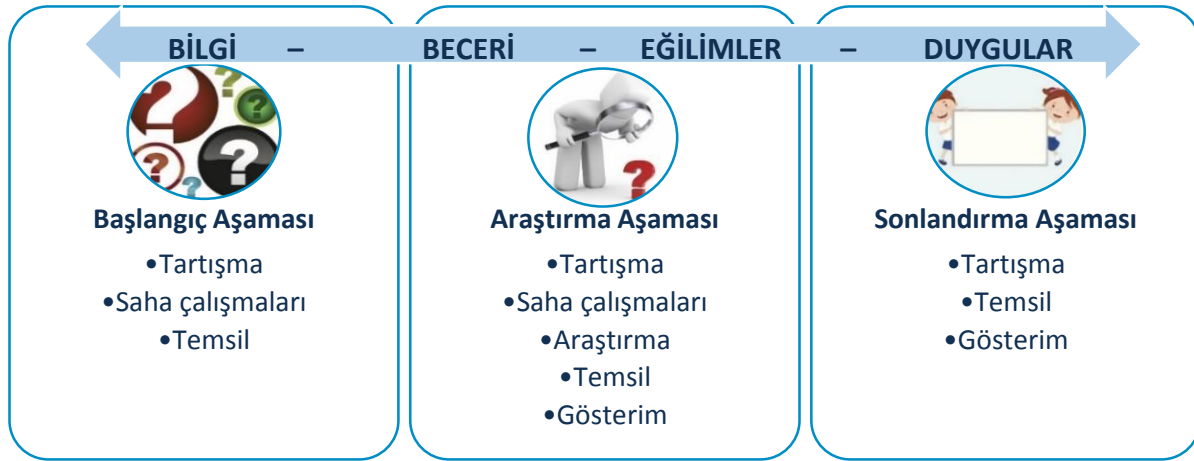 BİLGİ – BECERİ – EĞİLİMLER – DUYGULAR
Başlangıç Aşaması
•Tartışma
•Saha çalışmaları
•Temsil
Araştırma Aşaması
•Tartışma
•Saha çalışmaları
•Araştırma
•Temsil
•Gösterim
Sonlandırma Aşaması
•Tartışma
•Temsil
•Gösterim